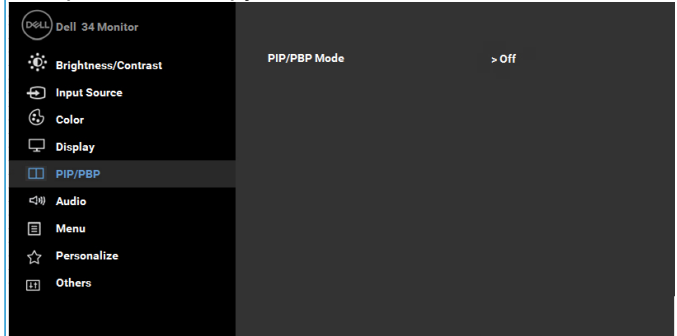 DELL Dell 34 Monitor
Brightness/Contrast
PIP/PBP Mode > Off
Input Source
Color
Display
PIP/PBP
Audio
Menu
Personalize
Others